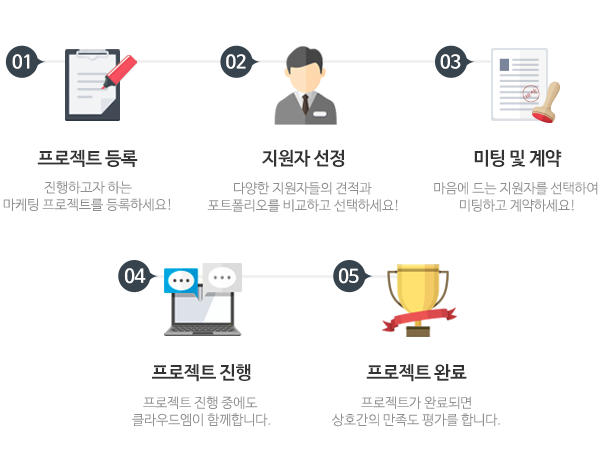 01
프로젝트 등록
진행하고자 하는
마케팅 프로젝트를 등록하세요!
02
지원자 선정
다양한 지원자들의 견적과
포트폴리오를 비교하고 선택하세요!
03
미팅 및 계약
마음에 드는 지원자를 선택하여
미팅하고 계약하세요!
04
프로젝트 진행
프로젝트 진행 중에도
클라우드엠이 함께합니다.
05
프로젝트 완료
프로젝트가 완료되면
상호간의 만족도 평가를 합니다.